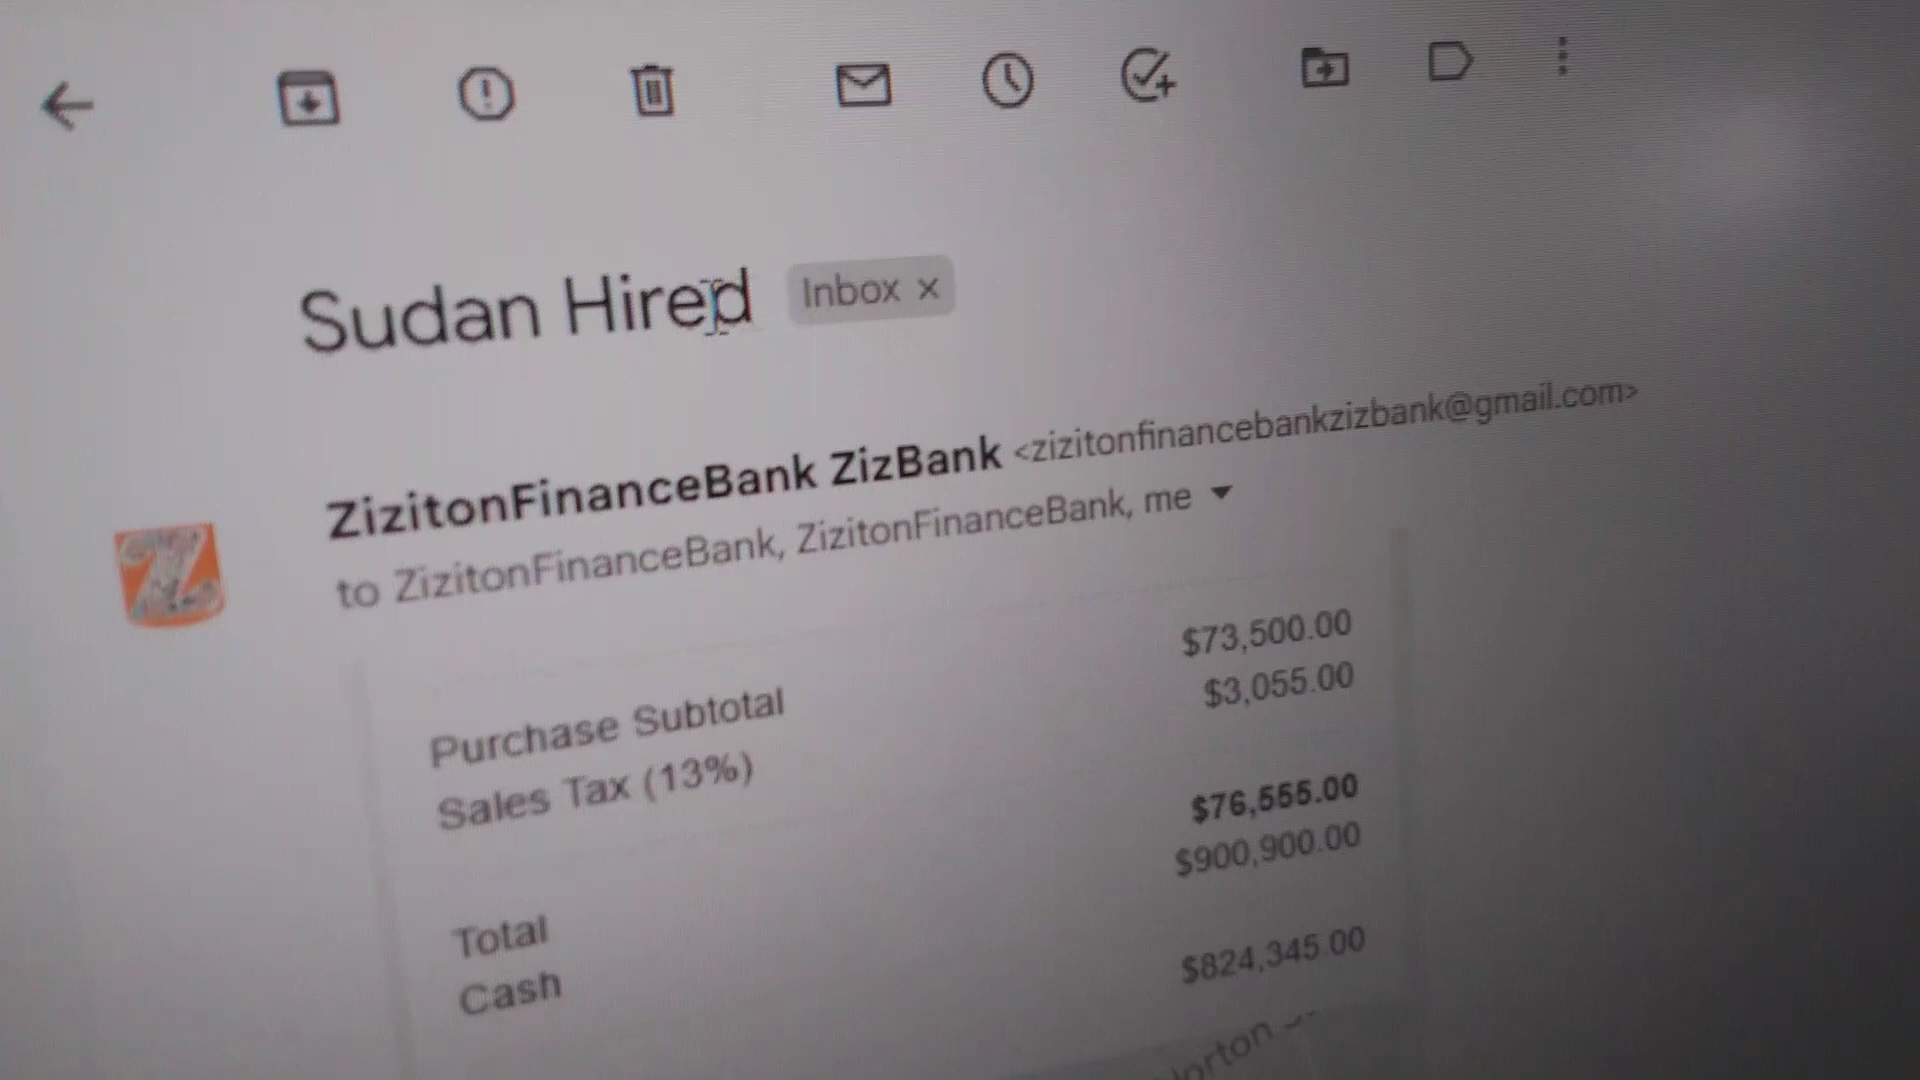 Sudan Hired Inbox ×
ZizitonFinanceBank ZizBank <zizitonfinancebankzizbank@gmail.com>
to ZizitonFinanceBank, ZizitonFinanceBank, me
Purchase Subtotal $73,500.00
Sales Tax (13%) $3,055.00
Total $76,555.00
Cash $900,900.00
$824,345.00